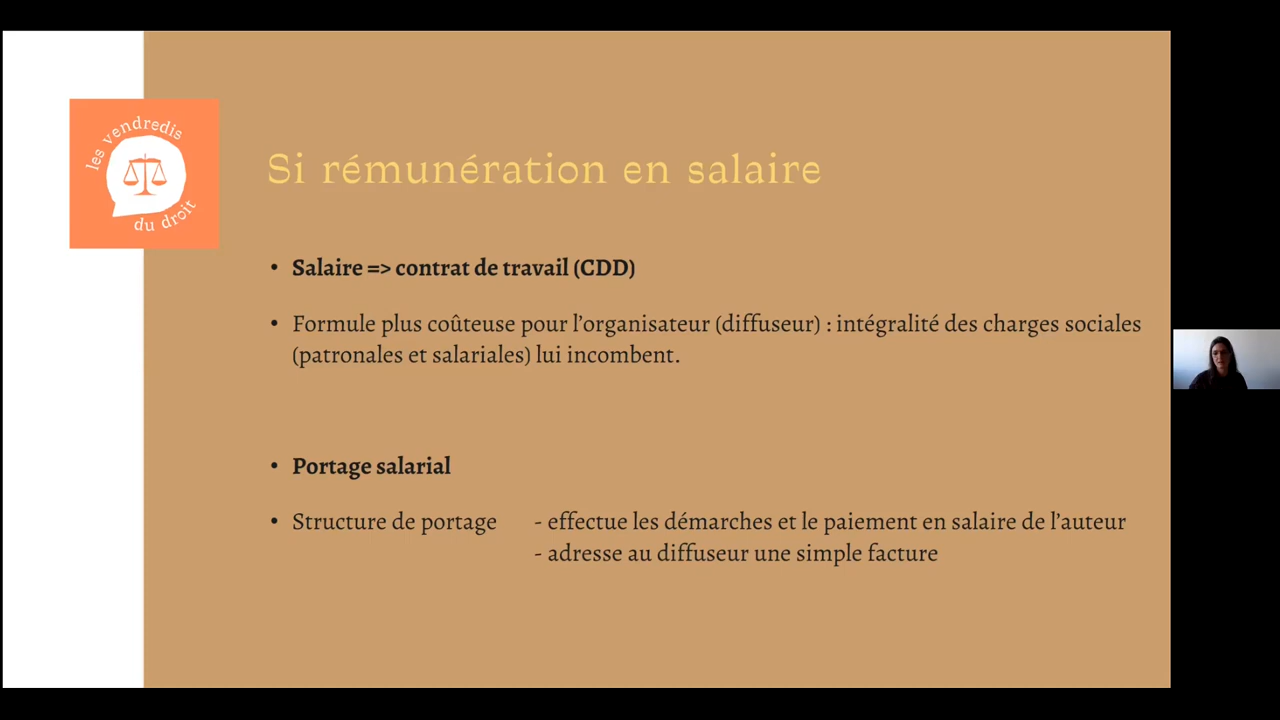 les vendredis
du droit
Si rémunération en salaire
• Salaire => contrat de travail (CDD)
• Formule plus coûteuse pour l’organisateur (diffuseur) : intégralité des charges sociales
(patronales et salariales) lui incombent.
• Portage salarial
• Structure de portage - effectue les démarches et le paiement en salaire de l’auteur
- adresse au diffuseur une simple facture